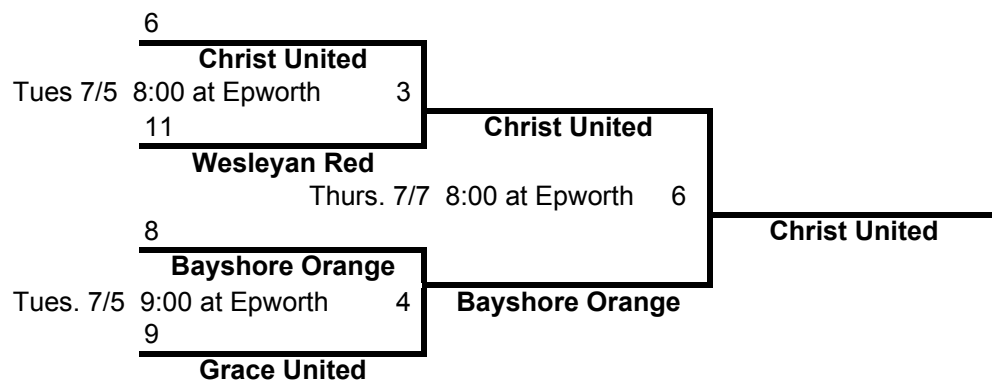 6
Christ United
Tues 7/5 8:00 at Epworth 3
11
Christ United
Wesleyan Red
Thurs. 7/7 8:00 at Epworth 6
8
Christ United
Bayshore Orange
Tues. 7/5 9:00 at Epworth 4
Bayshore Orange
9
Grace United